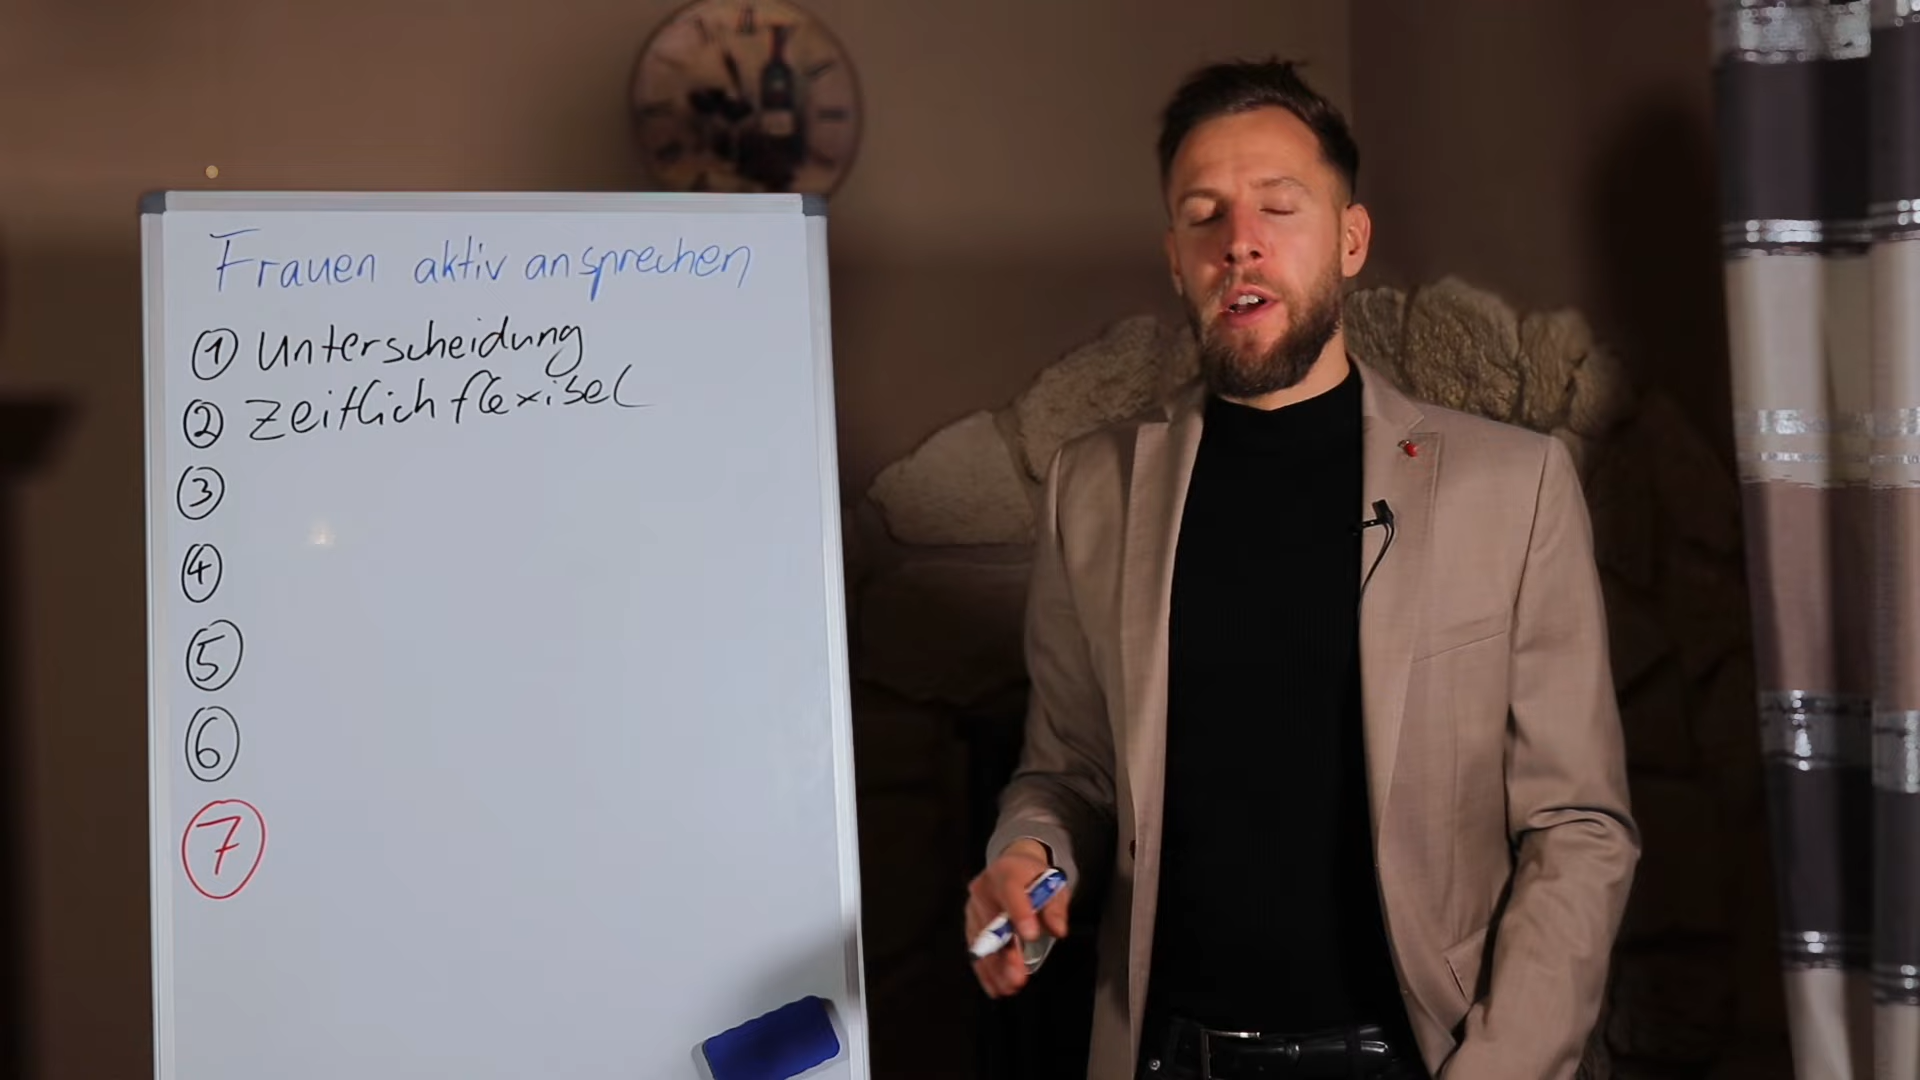 Frauen aktiv ansprechen
① Unterscheidung
② Zeitlich flexibel
③
④
⑤
⑥
⑦